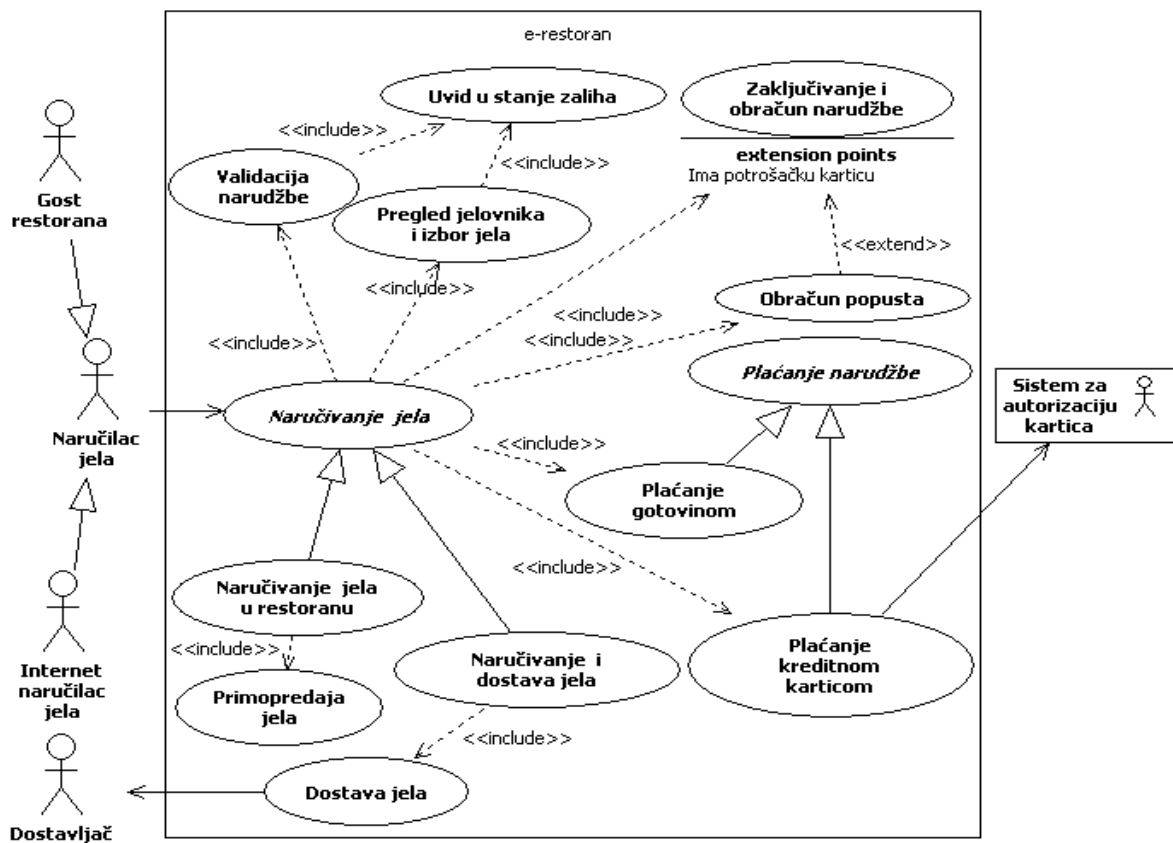 e-restoran
Uvid u stanje zaliha
Zaključivanje i
obračun narudžbe
<<include>>
extension points
Ima potrošačku karticu
<<include>>
Validacija
narudžbe
Gost
restorana
Pregled jelovnika
i izbor jela
<<extend>>
<<include>>
Obračun popusta
<<include>>
<<include>>
<<include>>
Plaćanje narudžbe
Naručivanje jela
Sistem za
autorizaciju
kartica
Naručilac
jela
<<include>>
Plaćanje
gotovinom
<<include>>
Naručivanje jela
u restoranu
<<include>>
Naručivanje i
dostava jela
Plaćanje
kreditnom
karticom
Internet
naručilac
jela
Primopredaja
jela
<<include>>
Dostava jela
Dostavljač